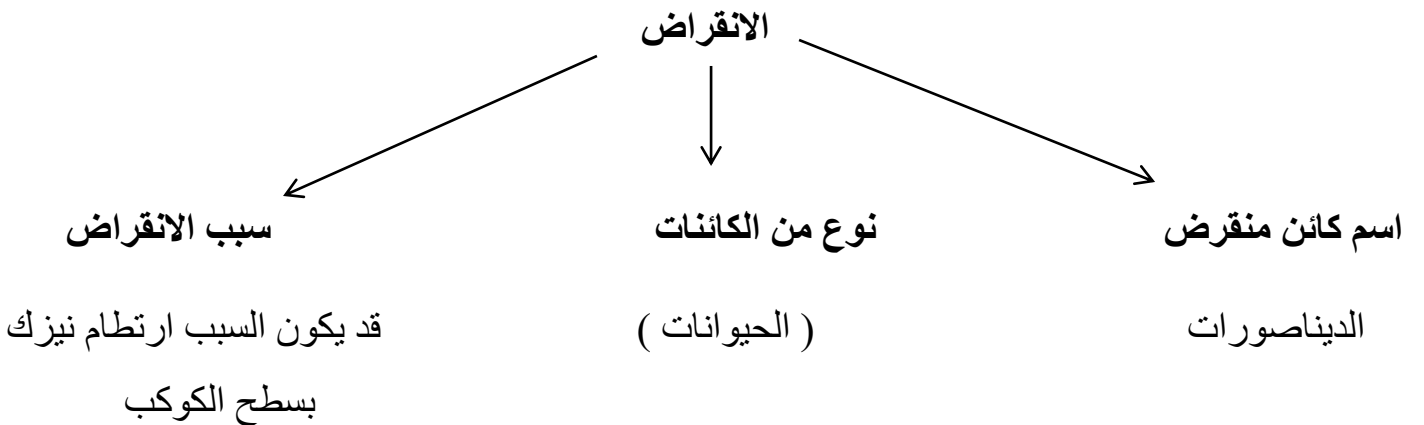 الانقراض
اسم كائن منقرض
نوع من الكائنات
سبب الانقراض
الديناصورات
( الحيوانات )
قد يكون السبب ارتطام نيزك
بسطح الكوكب